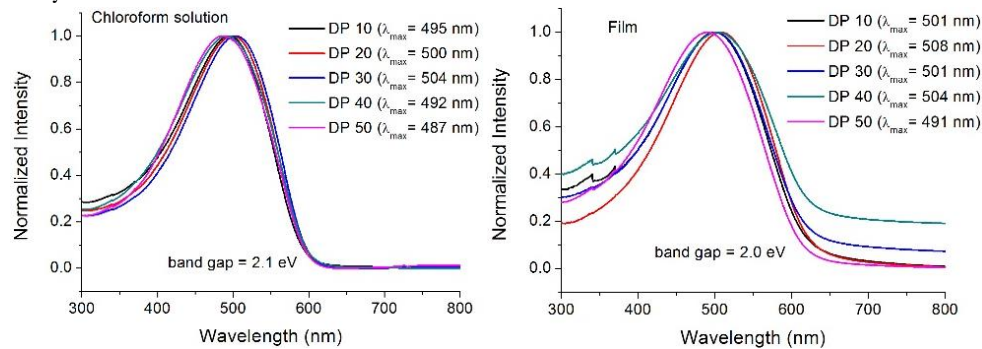 Chloroform solution
DP 10 (λmax = 495 nm)
DP 20 (λmax = 500 nm)
DP 30 (λmax = 504 nm)
DP 40 (λmax = 492 nm)
DP 50 (λmax = 487 nm)
Normalized Intensity
1.0
0.8
0.6
0.4
0.2
0.0
band gap = 2.1 eV
300 400 500 600 700 800
Wavelength (nm)
Film
DP 10 (λmax = 501 nm)
DP 20 (λmax = 508 nm)
DP 30 (λmax = 501 nm)
DP 40 (λmax = 504 nm)
DP 50 (λmax = 491 nm)
Normalized Intensity
1.0
0.8
0.6
0.4
0.2
0.0
band gap = 2.0 eV
300 400 500 600 700 800
Wavelength (nm)